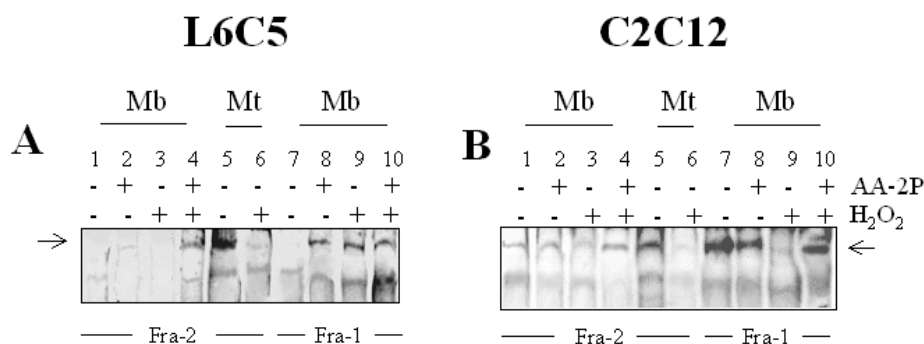 L6C5 C2C12
Mb Mt Mb Mb Mt Mb
A B
1 2 3 4 5 6 7 8 9 10 1 2 3 4 5 6 7 8 9 10
- + - + - - - + - + - + - + - - - + - + AA-2P
- - + + - + - - + + - - + + - + - - + + H₂O₂
Fra-2 Fra-1 Fra-2 Fra-1